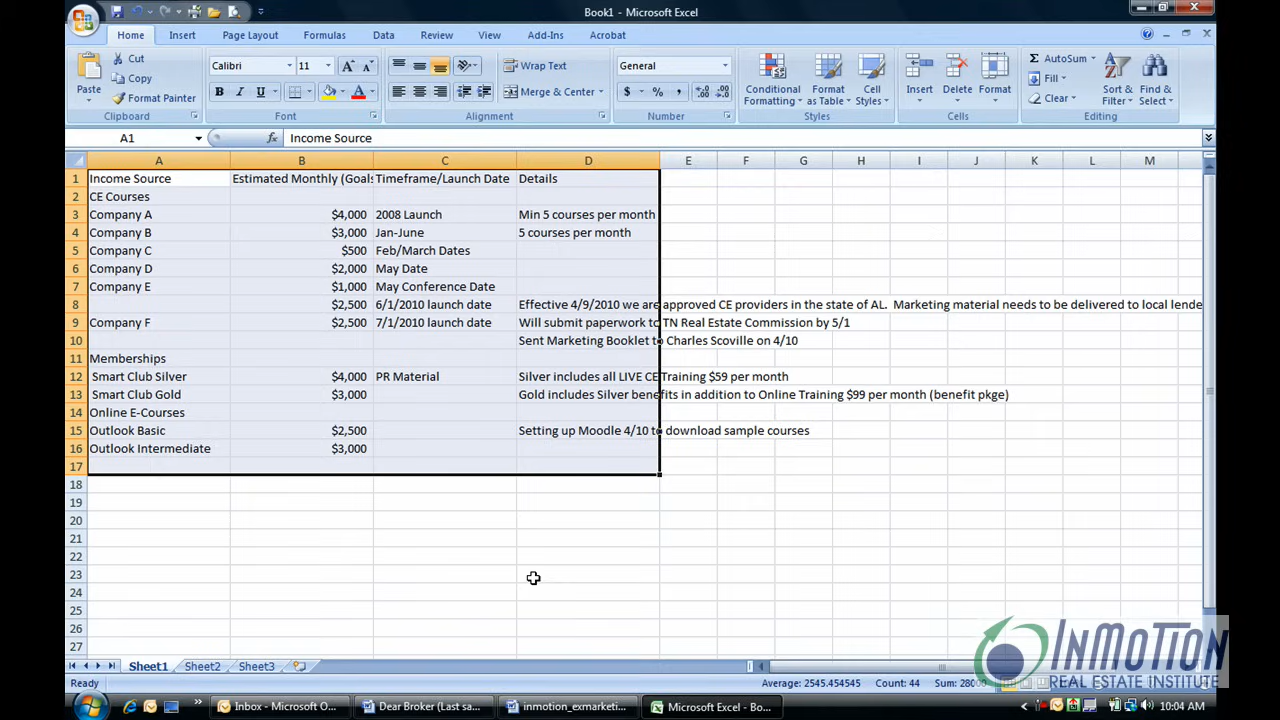 Book1 - Microsoft Excel
Home Insert Page Layout Formulas Data Review View Add-Ins Acrobat
Paste
Cut
Copy
Format Painter
Clipboard
Calibri 11
B I U
Font
Wrap Text
Merge & Center
Alignment
General
$ % ,
Number
Conditional Formatting
Format as Table
Cell Styles
Styles
Insert Delete Format
Cells
AutoSum
Fill
Clear
Sort & Filter
Find & Select
Editing
A1 fx Income Source
A B C D E F G H I J K L M
1 Income Source Estimated Monthly (Goals Timeframe/Launch Date Details
2 CE Courses
3 Company A $4,000 2008 Launch Min 5 courses per month
4 Company B $3,000 Jan-June 5 courses per month
5 Company C $500 Feb/March Dates
6 Company D $2,000 May Date
7 Company E $1,000 May Conference Date
8 $2,500 6/1/2010 launch date Effective 4/9/2010 we are approved CE providers in the state of AL. Marketing material needs to be delivered to local lende
9 Company F $2,500 7/1/2010 launch date Will submit paperwork to TN Real Estate Commission by 5/1
10 Sent Marketing Booklet to Charles Scoville on 4/10
11 Memberships
12 Smart Club Silver $4,000 PR Material Silver includes all LIVE CE Training $59 per month
13 Smart Club Gold $3,000 Gold includes Silver benefits in addition to Online Training $99 per month (benefit pkge)
14 Online E-Courses
15 Outlook Basic $2,500 Setting up Moodle 4/10 to download sample courses
16 Outlook Intermediate $3,000
17
18
19
20
21
22
23
24
25
26
27
INMOTION
REAL ESTATE INSTITUTE
Sheet1 Sheet2 Sheet3
Ready Average: 2545.454545 Count: 44 Sum: 28000
Inbox - Microsoft O... Dear Broker (Last sa... inmotion_exmarketi... Microsoft Excel - Bo... 10:04 AM